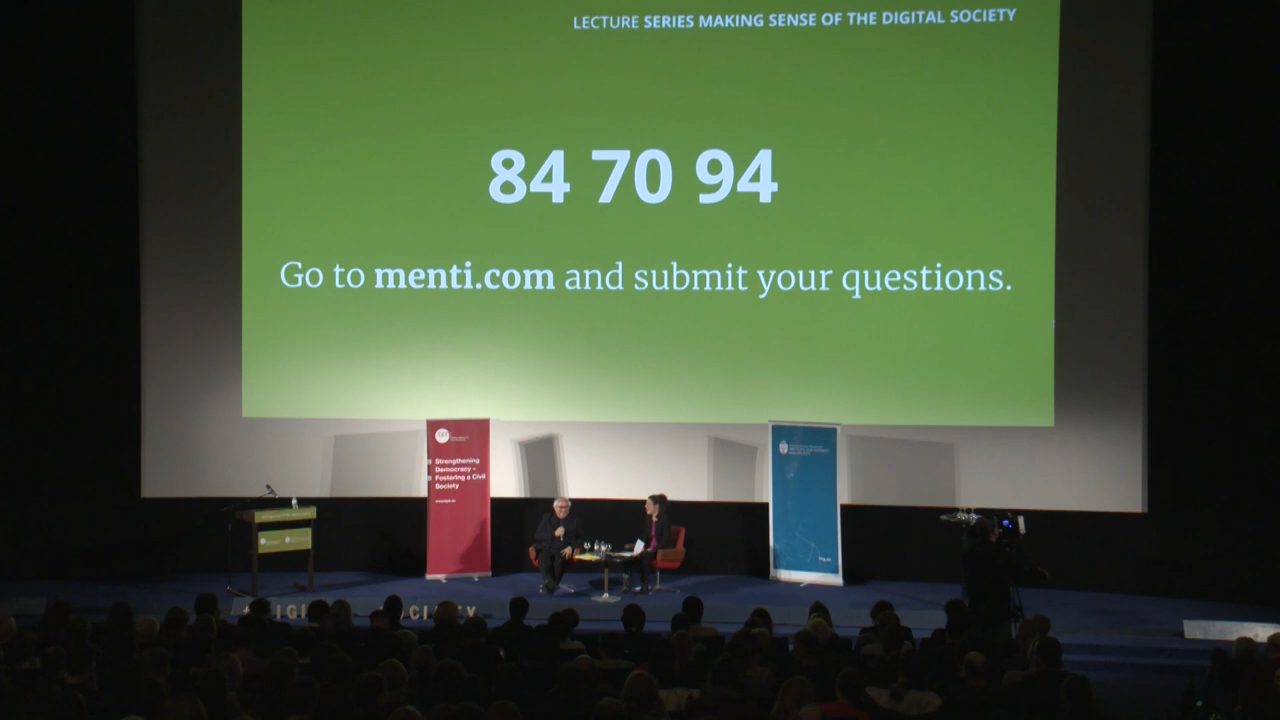 LECTURE SERIES MAKING SENSE OF THE DIGITAL SOCIETY
84 70 94
Go to menti.com and submit your questions.
Strengthening
Democracy –
Fostering a Civil
Society